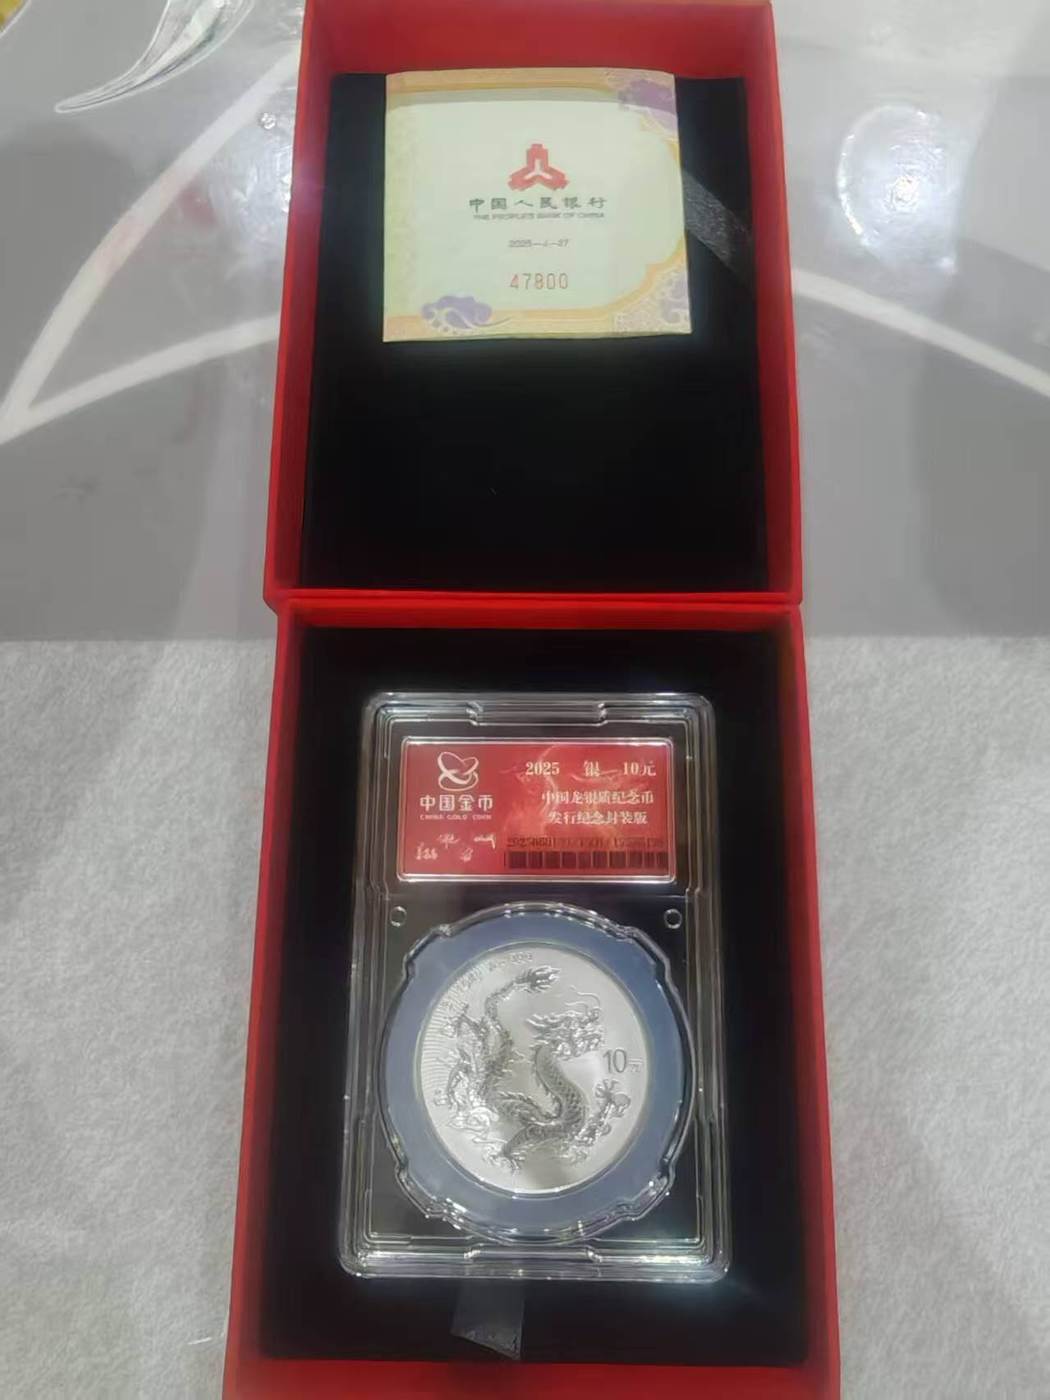 中国人民银行
THE PEOPLE'S BANK OF CHINA
47800
中国金币
CHINA GOLD COIN
2025 银 10元
中国龙银质纪念币
发行纪念封装版
10元